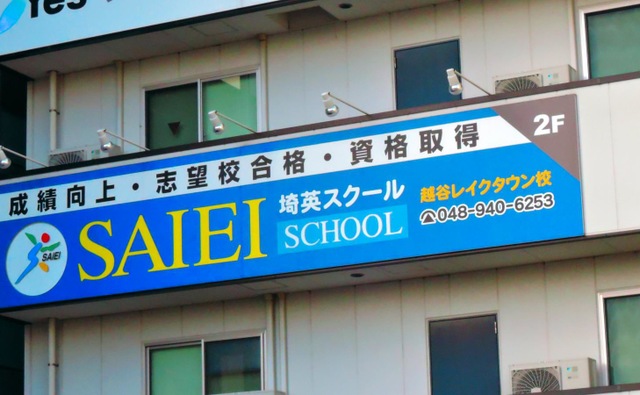 Yes
成績向上・志望校合格・資格取得
2F
SAIEI
SAIEI
埼英スクール
SCHOOL
越谷レイクタウン校
☎048-940-6253